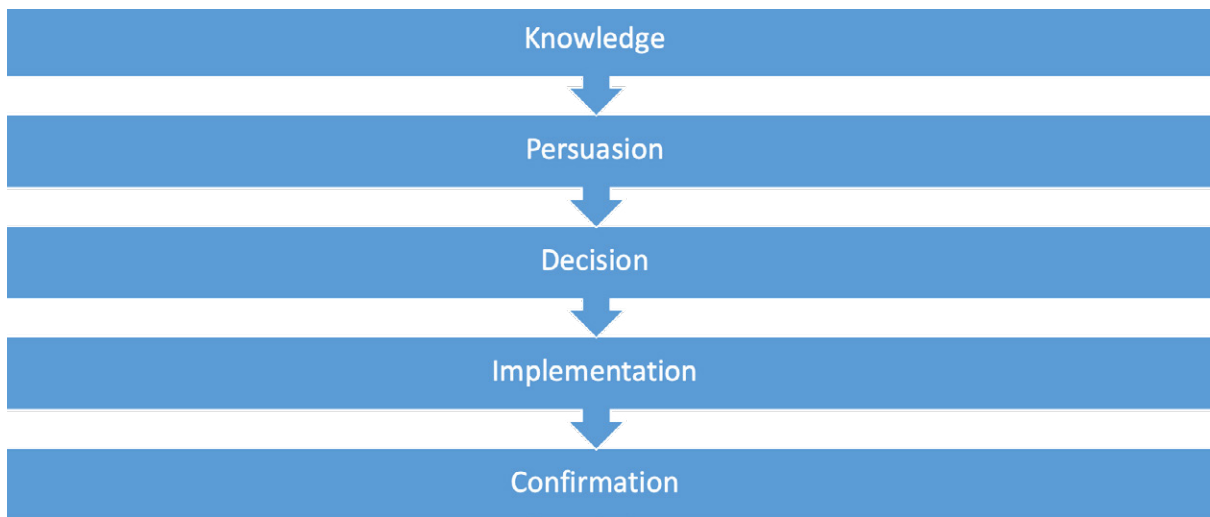 Knowledge
Persuasion
Decision
Implementation
Confirmation